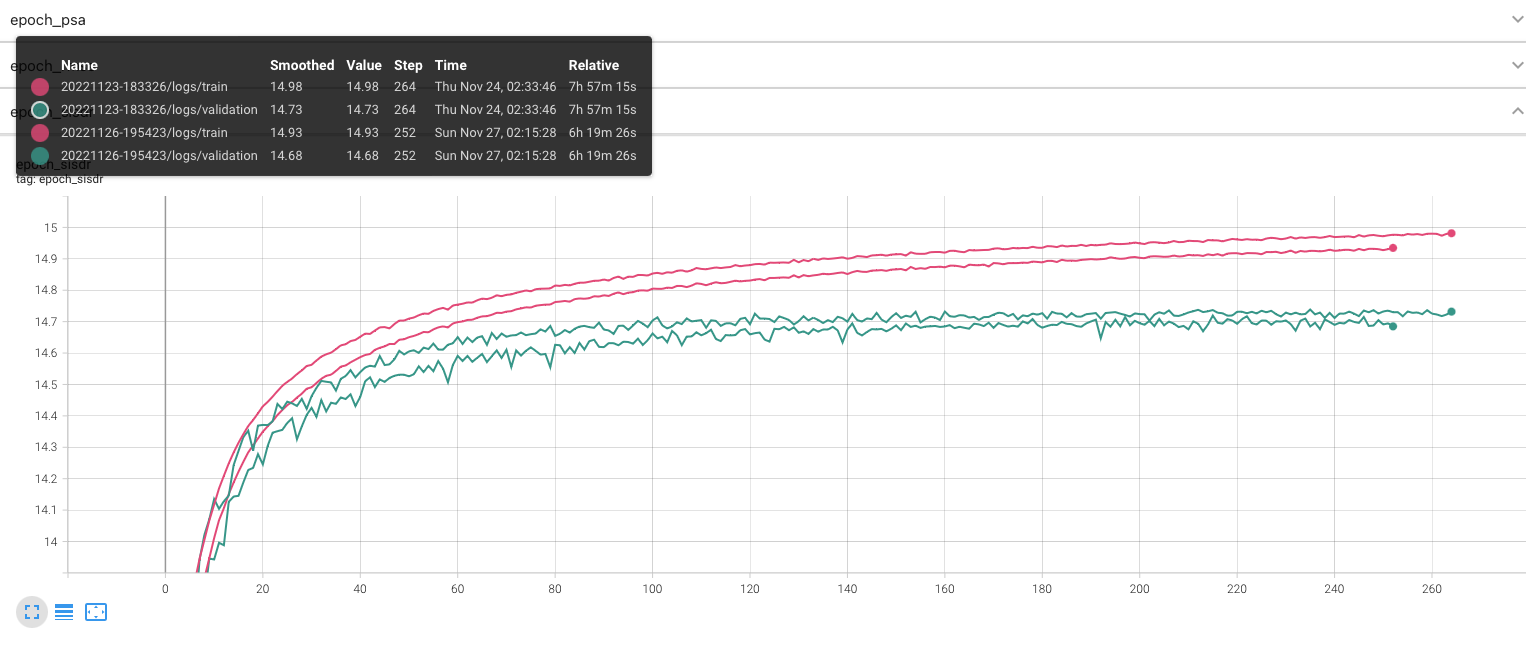 epoch_psa
Name Smoothed Value Step Time Relative
20221123-183326/logs/train 14.98 14.98 264 Thu Nov 24, 02:33:46 7h 57m 15s
20221123-183326/logs/validation 14.73 14.73 264 Thu Nov 24, 02:33:46 7h 57m 15s
20221126-195423/logs/train 14.93 14.93 252 Sun Nov 27, 02:15:28 6h 19m 26s
20221126-195423/logs/validation 14.68 14.68 252 Sun Nov 27, 02:15:28 6h 19m 26s
epoch_sisdr
tag: epoch_sisdr
15
14.9
14.8
14.7
14.6
14.5
14.4
14.3
14.2
14.1
14
0 20 40 60 80 100 120 140 160 180 200 220 240 260